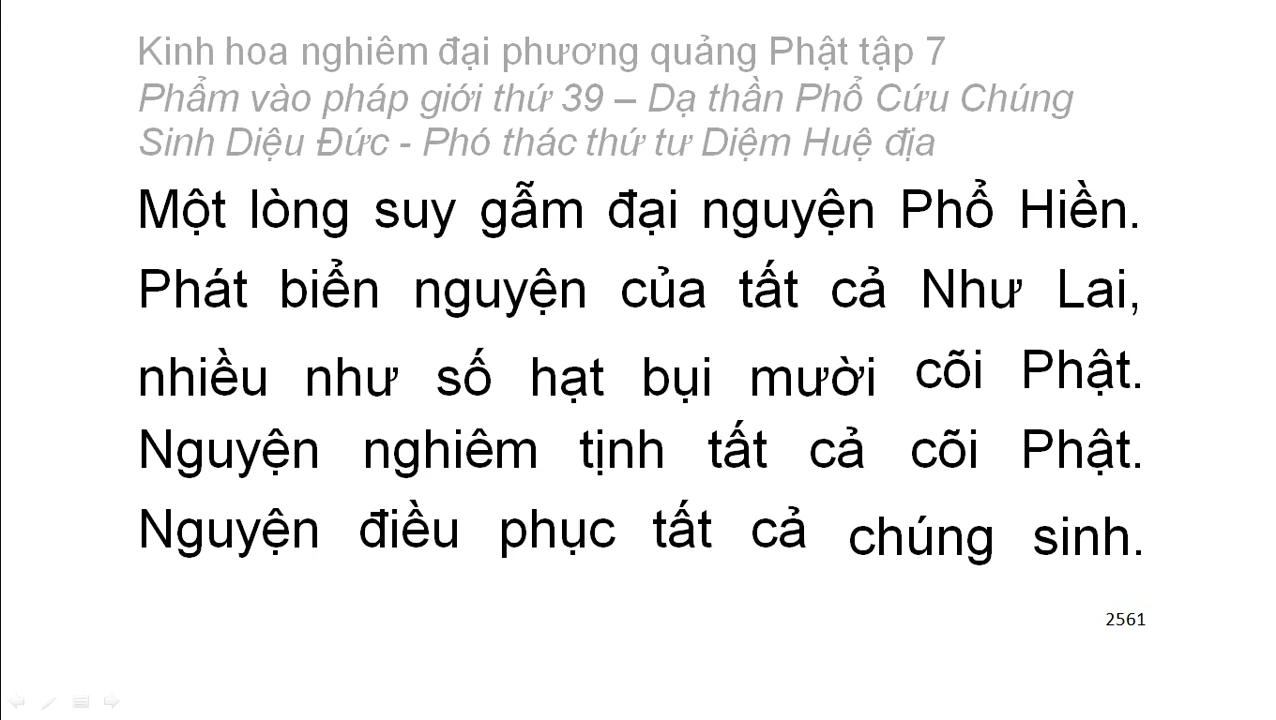 Kinh hoa nghiêm đại phương quảng Phật tập 7
Phẩm vào pháp giới thứ 39 – Dạ thần Phổ Cứu Chúng
Sinh Diệu Đức - Phó thác thứ tư Diệm Huệ địa
Một lòng suy gẫm đại nguyện Phổ Hiền.
Phát biển nguyện của tất cả Như Lai,
nhiều như số hạt bụi mười cõi Phật.
Nguyện nghiêm tịnh tất cả cõi Phật.
Nguyện điều phục tất cả chúng sinh.
2561